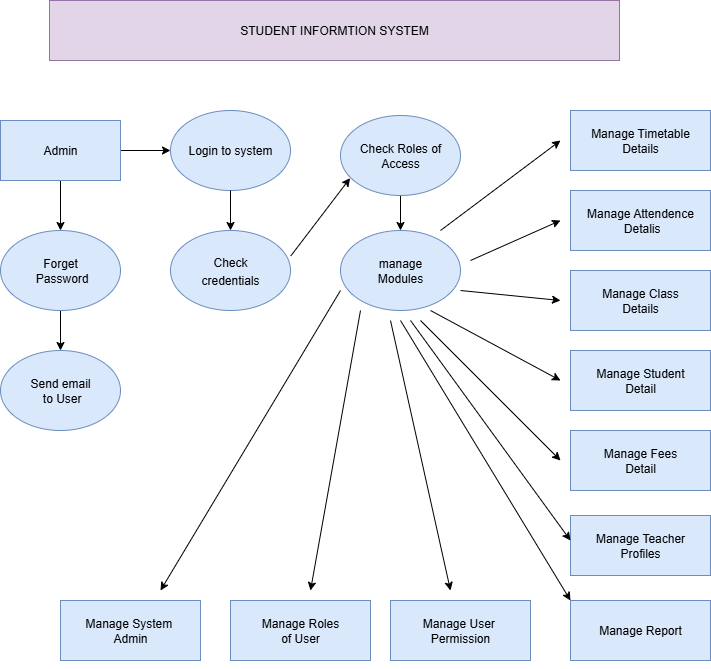 STUDENT INFORMTION SYSTEM
Admin
Login to system
Check Roles of
Access
Manage Timetable
Details
Forget
Password
Check
credentials
manage
Modules
Manage Attendence
Detalis
Manage Class
Details
Send email
to User
Manage Student
Detail
Manage Fees
Detail
Manage Teacher
Profiles
Manage System
Admin
Manage Roles
of User
Manage User
Permission
Manage Report